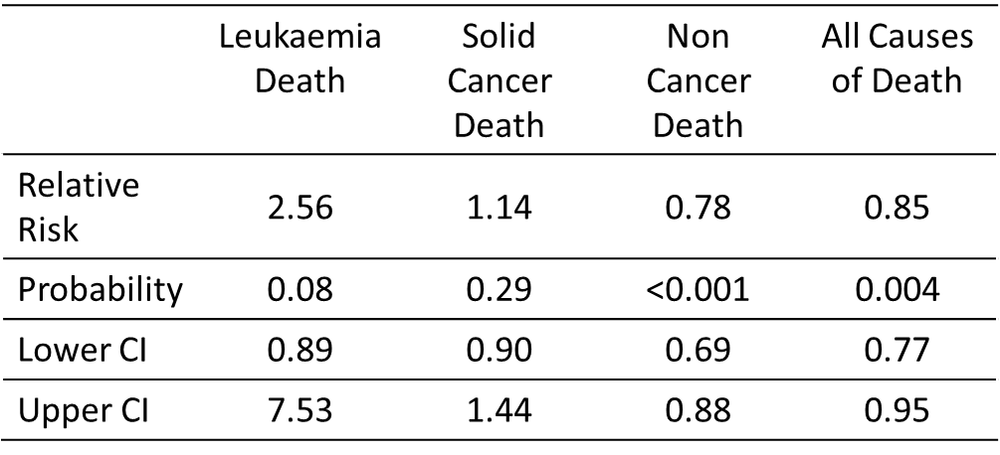 Leukaemia Death	Solid Cancer Death	Non Cancer Death	All Causes of Death
Relative Risk	2.56	1.14	0.78	0.85
Probability	0.08	0.29	<0.001	0.004
Lower CI	0.89	0.90	0.69	0.77
Upper CI	7.53	1.44	0.88	0.95